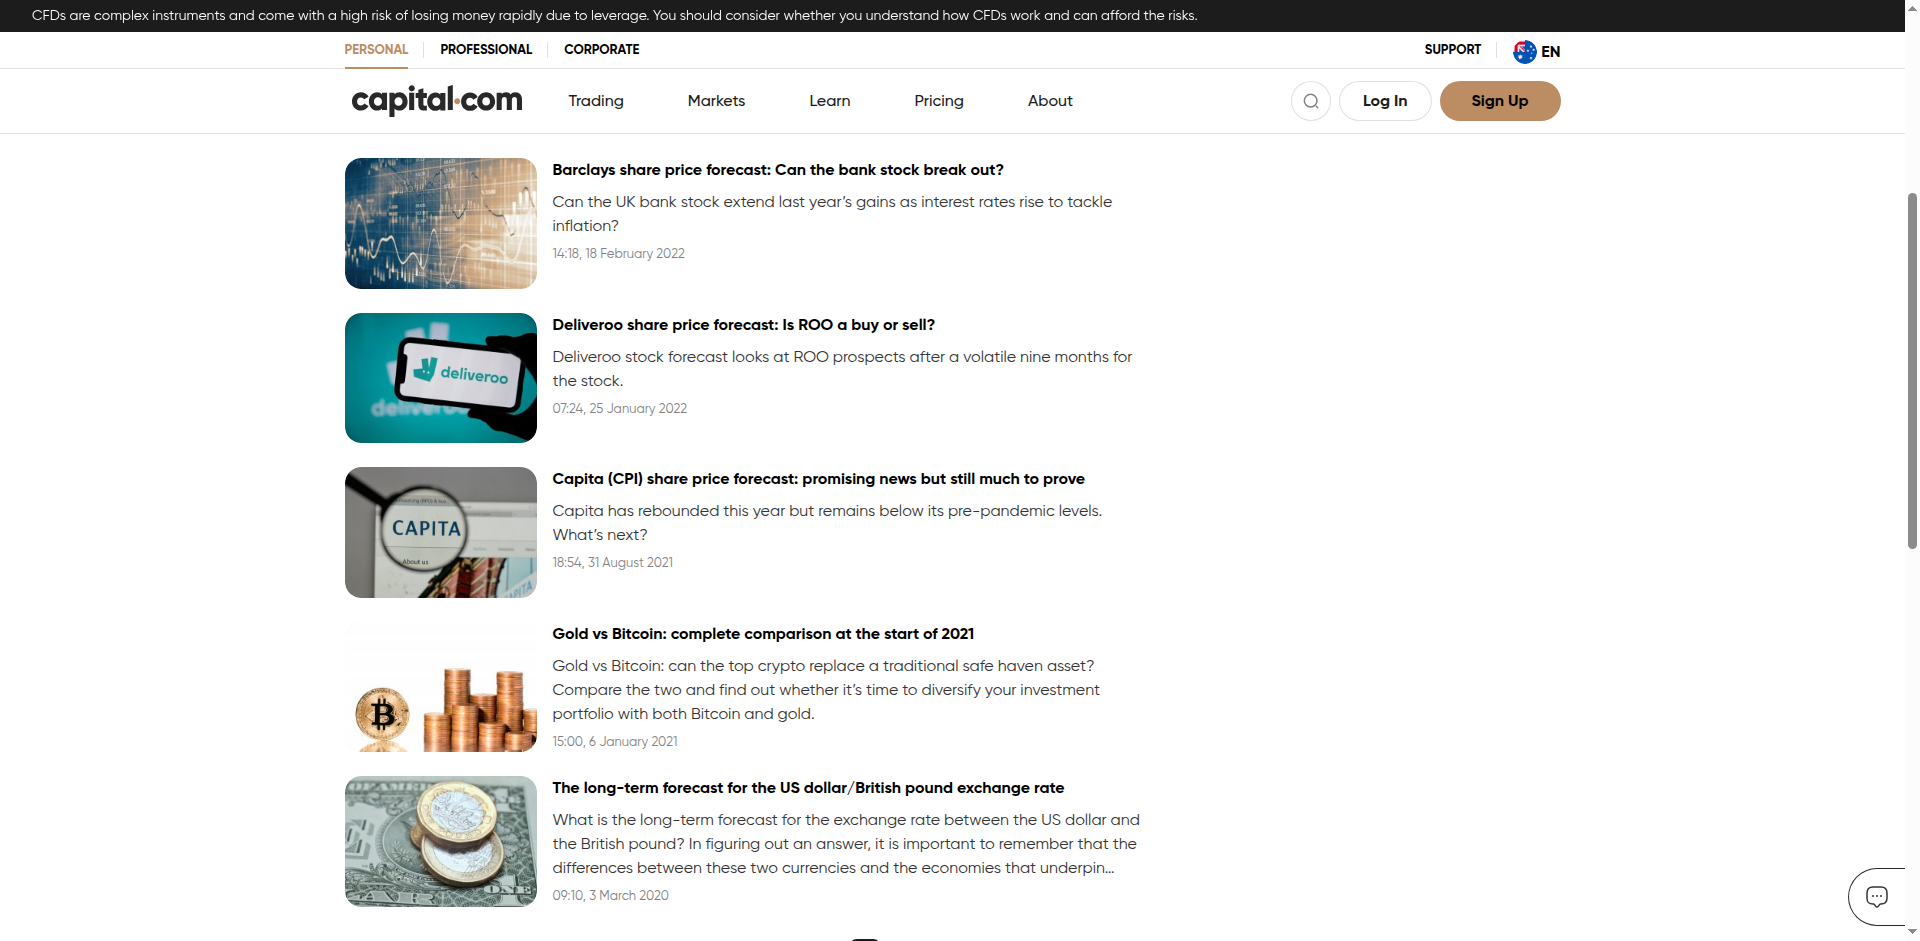 CFDs are complex instruments and come with a high risk of losing money rapidly due to leverage. You should consider whether you understand how CFDs work and can afford the risks.
PERSONAL
PROFESSIONAL
CORPORATE
SUPPORT
EN
capital.com
Trading
Markets
Learn
Pricing
About
Log In
Sign Up
Barclays share price forecast: Can the bank stock break out?
Can the UK bank stock extend last year’s gains as interest rates rise to tackle
inflation?
14:18, 18 February 2022
deliveroo
Deliveroo share price forecast: Is ROO a buy or sell?
Deliveroo stock forecast looks at ROO prospects after a volatile nine months for
the stock.
07:24, 25 January 2022
CAPITA
About us
Capita (CPI) share price forecast: promising news but still much to prove
Capita has rebounded this year but remains below its pre-pandemic levels.
What’s next?
18:54, 31 August 2021
Gold vs Bitcoin: complete comparison at the start of 2021
Gold vs Bitcoin: can the top crypto replace a traditional safe haven asset?
Compare the two and find out whether it’s time to diversify your investment
portfolio with both Bitcoin and gold.
15:00, 6 January 2021
ONE
The long-term forecast for the US dollar/British pound exchange rate
What is the long-term forecast for the exchange rate between the US dollar and
the British pound? In figuring out an answer, it is important to remember that the
differences between these two currencies and the economies that underpin...
09:10, 3 March 2020